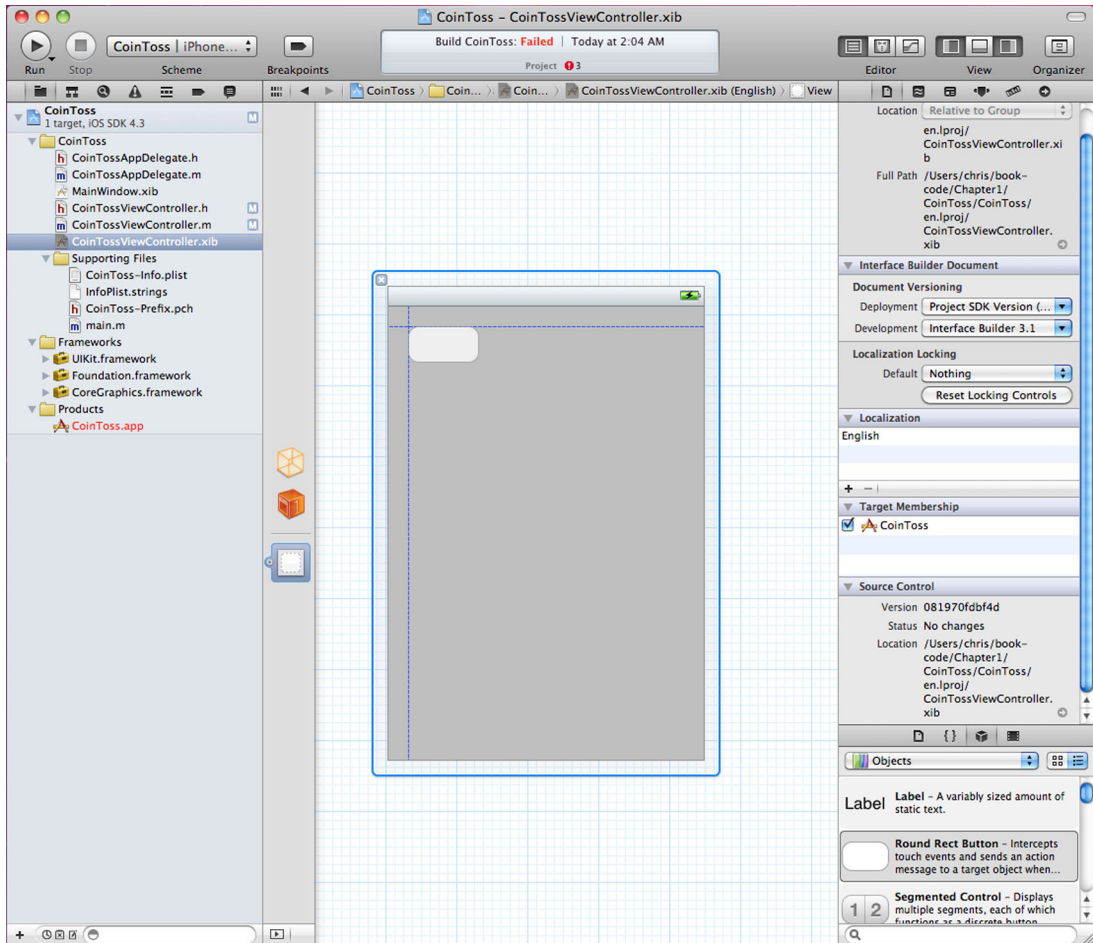 CoinToss – CoinTossViewController.xib
CoinToss | iPhone...
Build CoinToss: Failed | Today at 2:04 AM
Project 3
Run Stop Scheme Breakpoints Editor View Organizer
CoinToss Coin... Coin... CoinTossViewController.xib (English) View
CoinToss M
1 target, iOS SDK 4.3
CoinToss
h CoinTossAppDelegate.h
m CoinTossAppDelegate.m
MainWindow.xib
h CoinTossViewController.h M
m CoinTossViewController.m M
CoinTossViewController.xib
Supporting Files
CoinToss-Info.plist
InfoPlist.strings
h CoinToss-Prefix.pch
m main.m
Frameworks
UIKit.framework
Foundation.framework
CoreGraphics.framework
Products
CoinToss.app
Location Relative to Group
en.lproj/
CoinTossViewController.xi
b
Full Path /Users/chris/book-
code/Chapter1/
CoinToss/CoinToss/
en.lproj/
CoinTossViewController.
xib
Interface Builder Document
Document Versioning
Deployment Project SDK Version (...
Development Interface Builder 3.1
Localization Locking
Default Nothing
Reset Locking Controls
Localization
English
Target Membership
CoinToss
Source Control
Version 081970fdbf4d
Status No changes
Location /Users/chris/book-
code/Chapter1/
CoinToss/CoinToss/
en.lproj/
CoinTossViewController.
xib
{}
Objects
Label Label – A variably sized amount of
static text.
Round Rect Button – Intercepts
touch events and sends an action
message to a target object when...
1 2 Segmented Control – Displays
multiple segments, each of which
functions as a discrete button